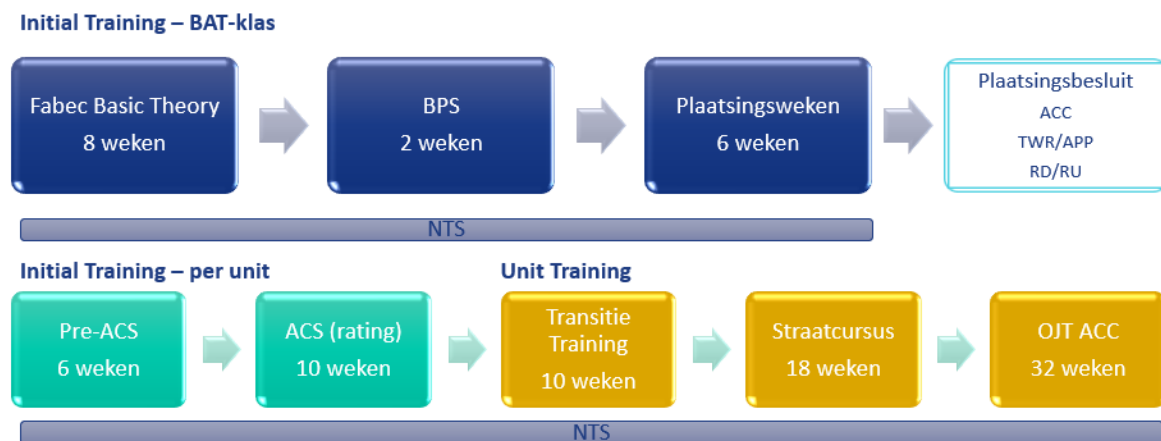 Initial Training – BAT-klas
Fabec Basic Theory
8 weken
BPS
2 weken
Plaatsingsweken
6 weken
Plaatsingsbesluit
ACC
TWR/APP
RD/RU
NTS
Initial Training – per unit
Unit Training
Pre-ACS
6 weken
ACS (rating)
10 weken
Transitie
Training
10 weken
Straatcursus
18 weken
OJT ACC
32 weken
NTS